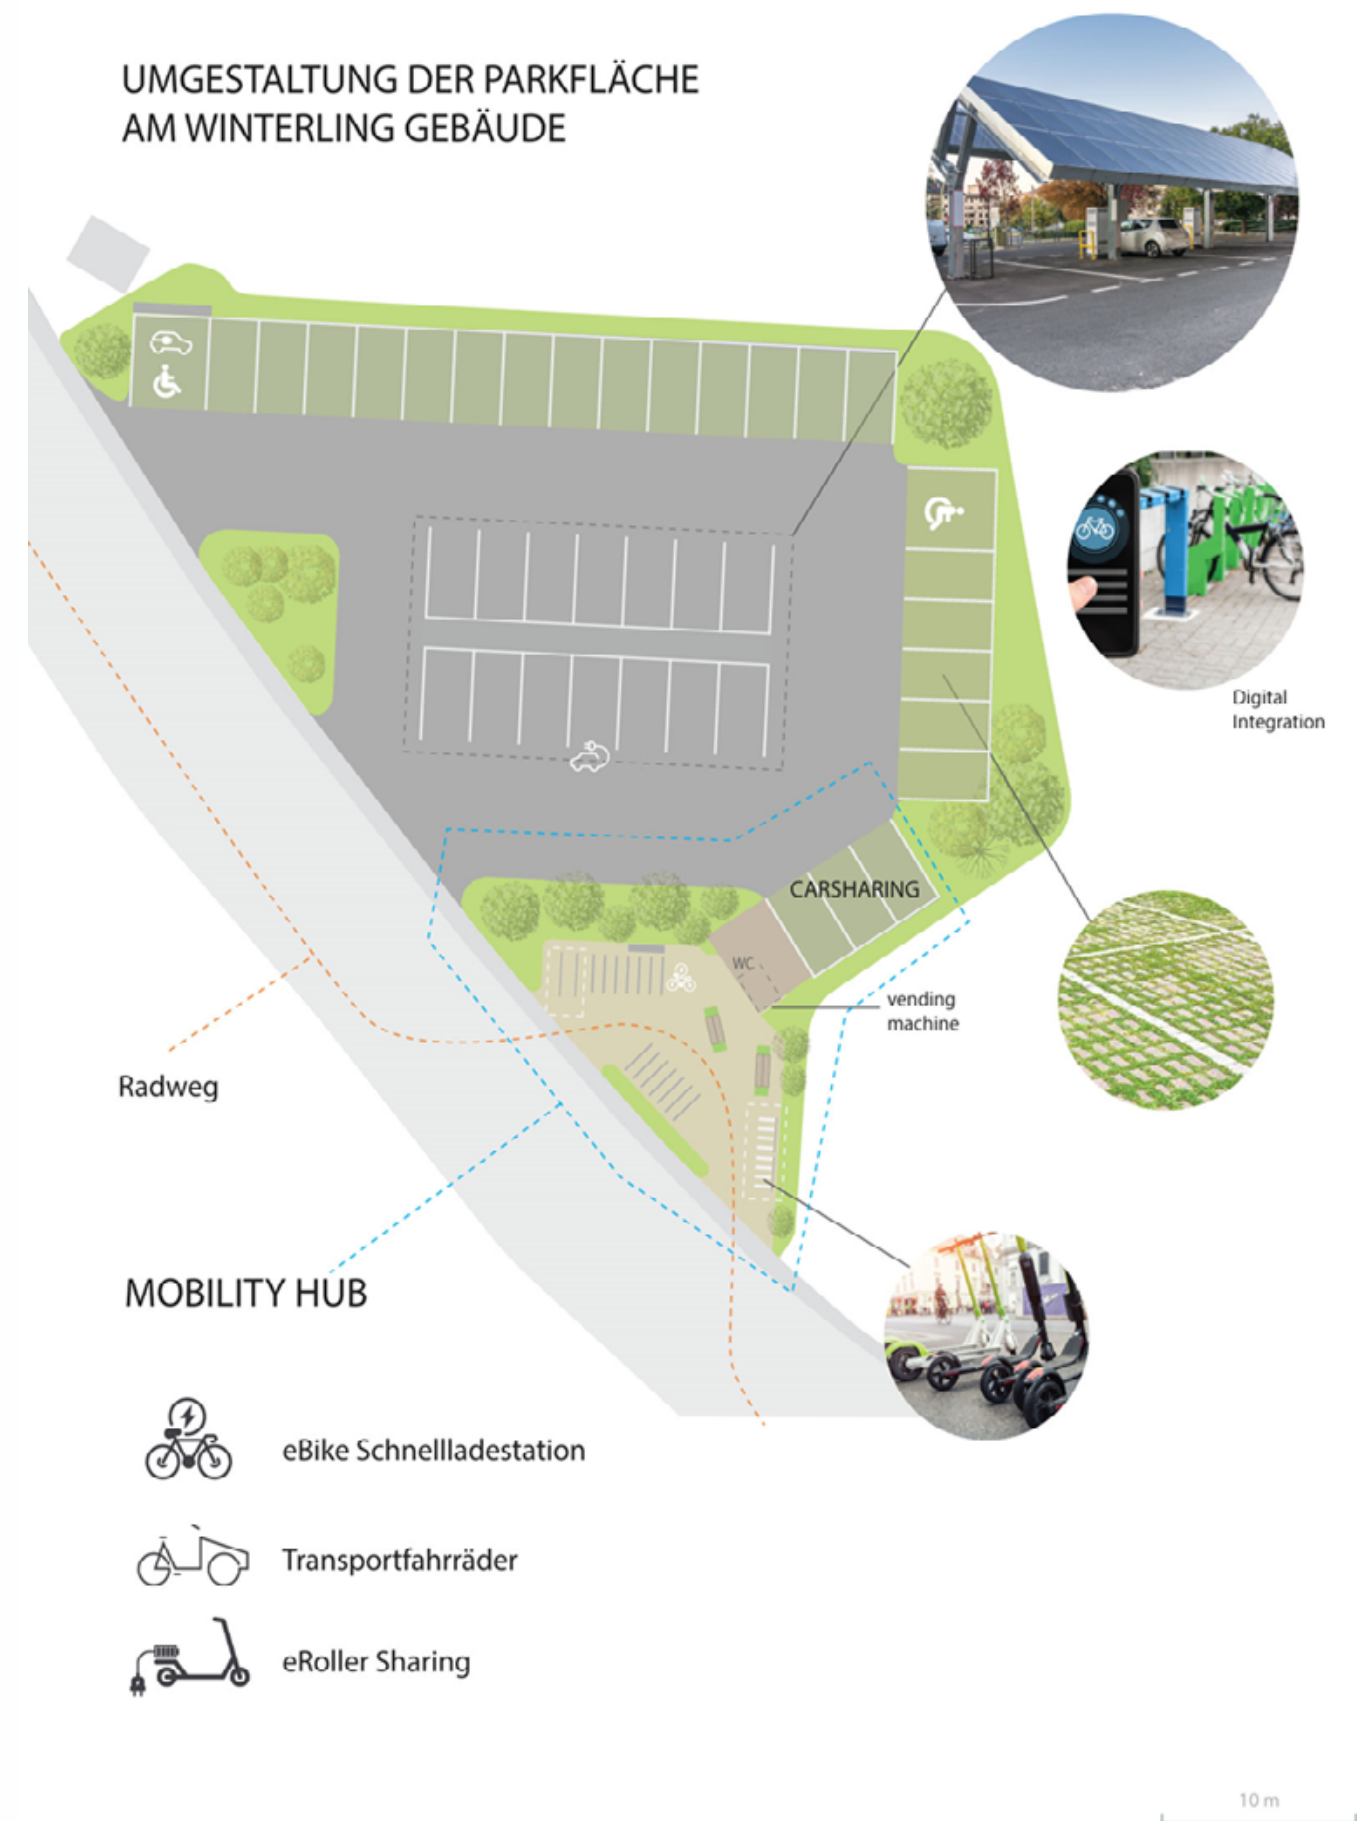 UMGESTALTUNG DER PARKFLÄCHE
AM WINTERLING GEBÄUDE
Digital
Integration
CARSHARING
WC
vending
machine
Radweg
MOBILITY HUB
eBike Schnellladestation
Transportfahrräder
eRoller Sharing
10 m